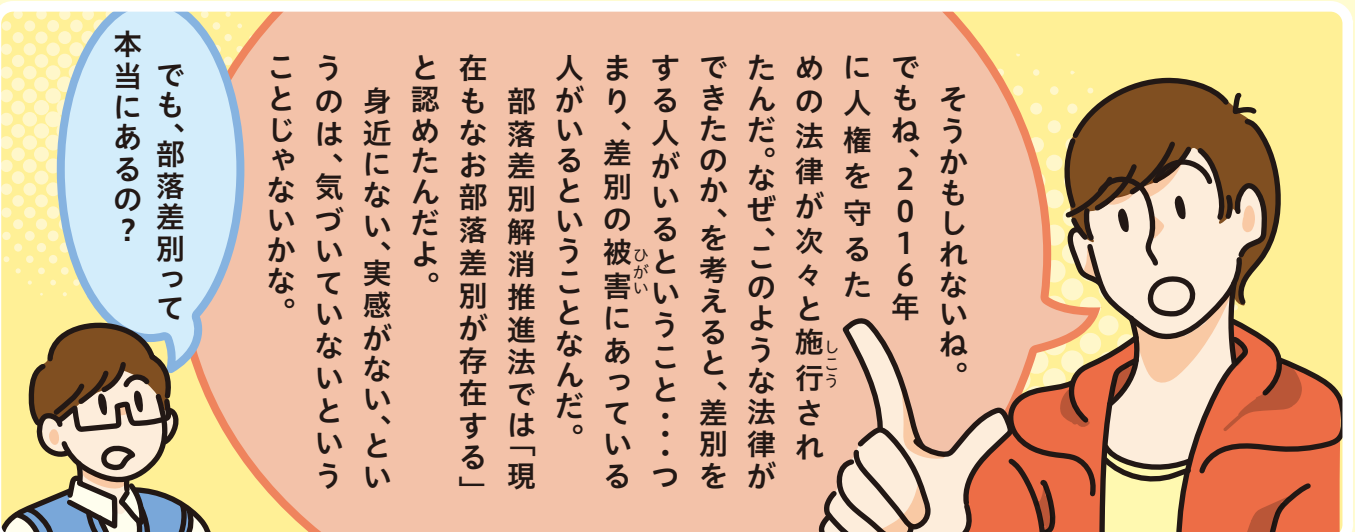 そうかもしれないね。
でもね、2016年
に人権を守るた
めの法律が次々と施行され
たんだ。なぜ、このような法律が
できたのか、を考えると、差別を
する人がいるということ・・・つ
まり、差別の被害にあっている
人がいるということなんだ。
部落差別解消推進法では「現
在もなお部落差別が存在する」
と認めたんだよ。
身近にない、実感がない、とい
うのは、気づいていないという
ことじゃないかな。
しこう
ひがい
でも、部落差別って
本当にあるの?